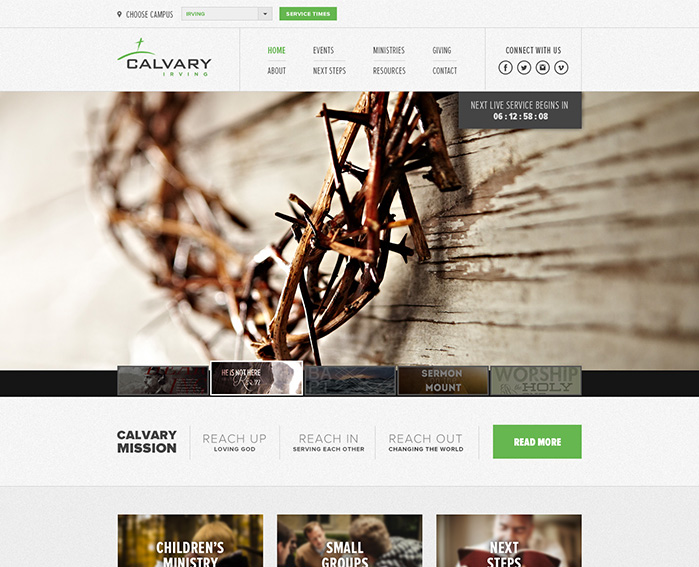 CHOOSE CAMPUS
IRVING
SERVICE TIMES
CALVARY
IRVING
HOME
EVENTS
MINISTRIES
GIVING
ABOUT
NEXT STEPS
RESOURCES
CONTACT
CONNECT WITH US
NEXT LIVE SERVICE BEGINS IN
06 : 12 : 58 : 08
HE IS NOT HERE
Risen
SERMON
MOUNT
WORSHIP
HOLY
CALVARY
MISSION
REACH UP
LOVING GOD
REACH IN
SERVING EACH OTHER
REACH OUT
CHANGING THE WORLD
READ MORE
CHILDREN'S
MINISTRY
SMALL
GROUPS
NEXT
STEPS